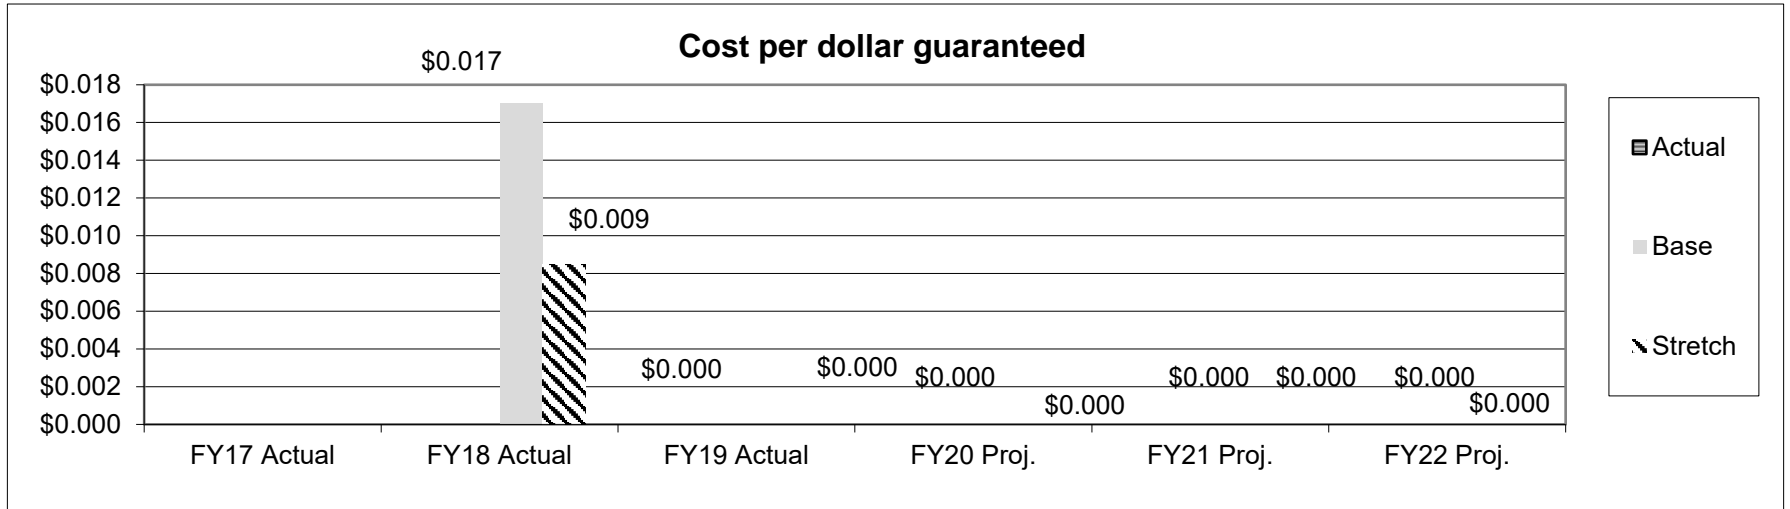 Cost per dollar guaranteed
$0.017
$0.018
$0.016
$0.014
$0.012
$0.010
$0.008
$0.006
$0.004
$0.002
$0.000
$0.009
$0.000
$0.000
$0.000
$0.000
$0.000
$0.000
$0.000
$0.000
FY17 Actual
FY18 Actual
FY19 Actual
FY20 Proj.
FY21 Proj.
FY22 Proj.
Actual
Base
Stretch